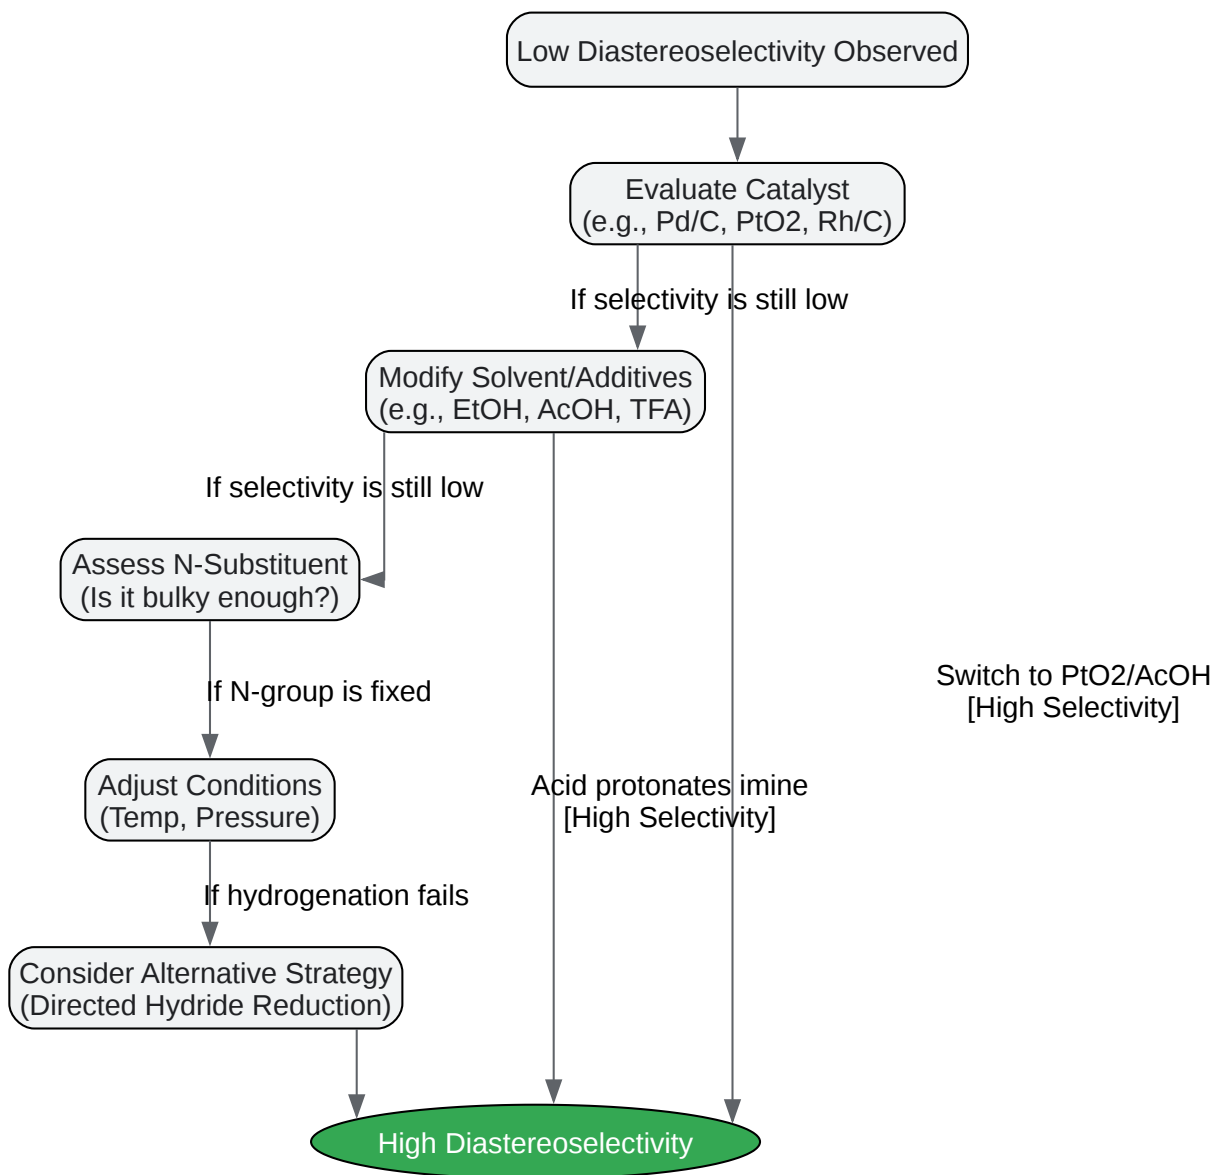 Low Diastereoselectivity Observed
Evaluate Catalyst
(e.g., Pd/C, PtO2, Rh/C)
If selectivity is still low
Modify Solvent/Additives
(e.g., EtOH, AcOH, TFA)
If selectivity is still low
Assess N-Substituent
(Is it bulky enough?)
If N-group is fixed
Switch to PtO2/AcOH
[High Selectivity]
Adjust Conditions
(Temp, Pressure)
Acid protonates imine
[High Selectivity]
If hydrogenation fails
Consider Alternative Strategy
(Directed Hydride Reduction)
High Diastereoselectivity